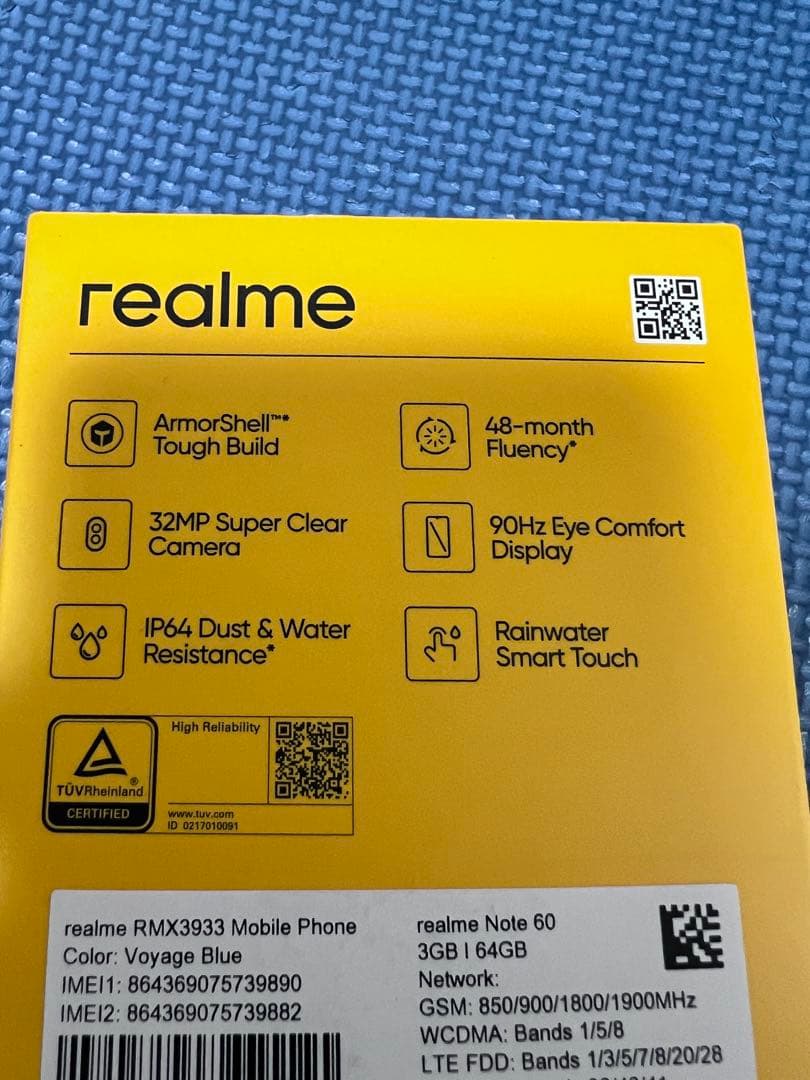 realme
ArmorShell™*
Tough Build
48-month
Fluency*
32MP Super Clear
Camera
90Hz Eye Comfort
Display
IP64 Dust & Water
Resistance*
Rainwater
Smart Touch
TÜVRheinland®
CERTIFIED
High Reliability
www.tuv.com
ID 0217010091
realme RMX3933 Mobile Phone
Color: Voyage Blue
IMEI1: 864369075739890
IMEI2: 864369075739882
realme Note 60
3GB | 64GB
Network:
GSM: 850/900/1800/1900MHz
WCDMA: Bands 1/5/8
LTE FDD: Bands 1/3/5/7/8/20/28